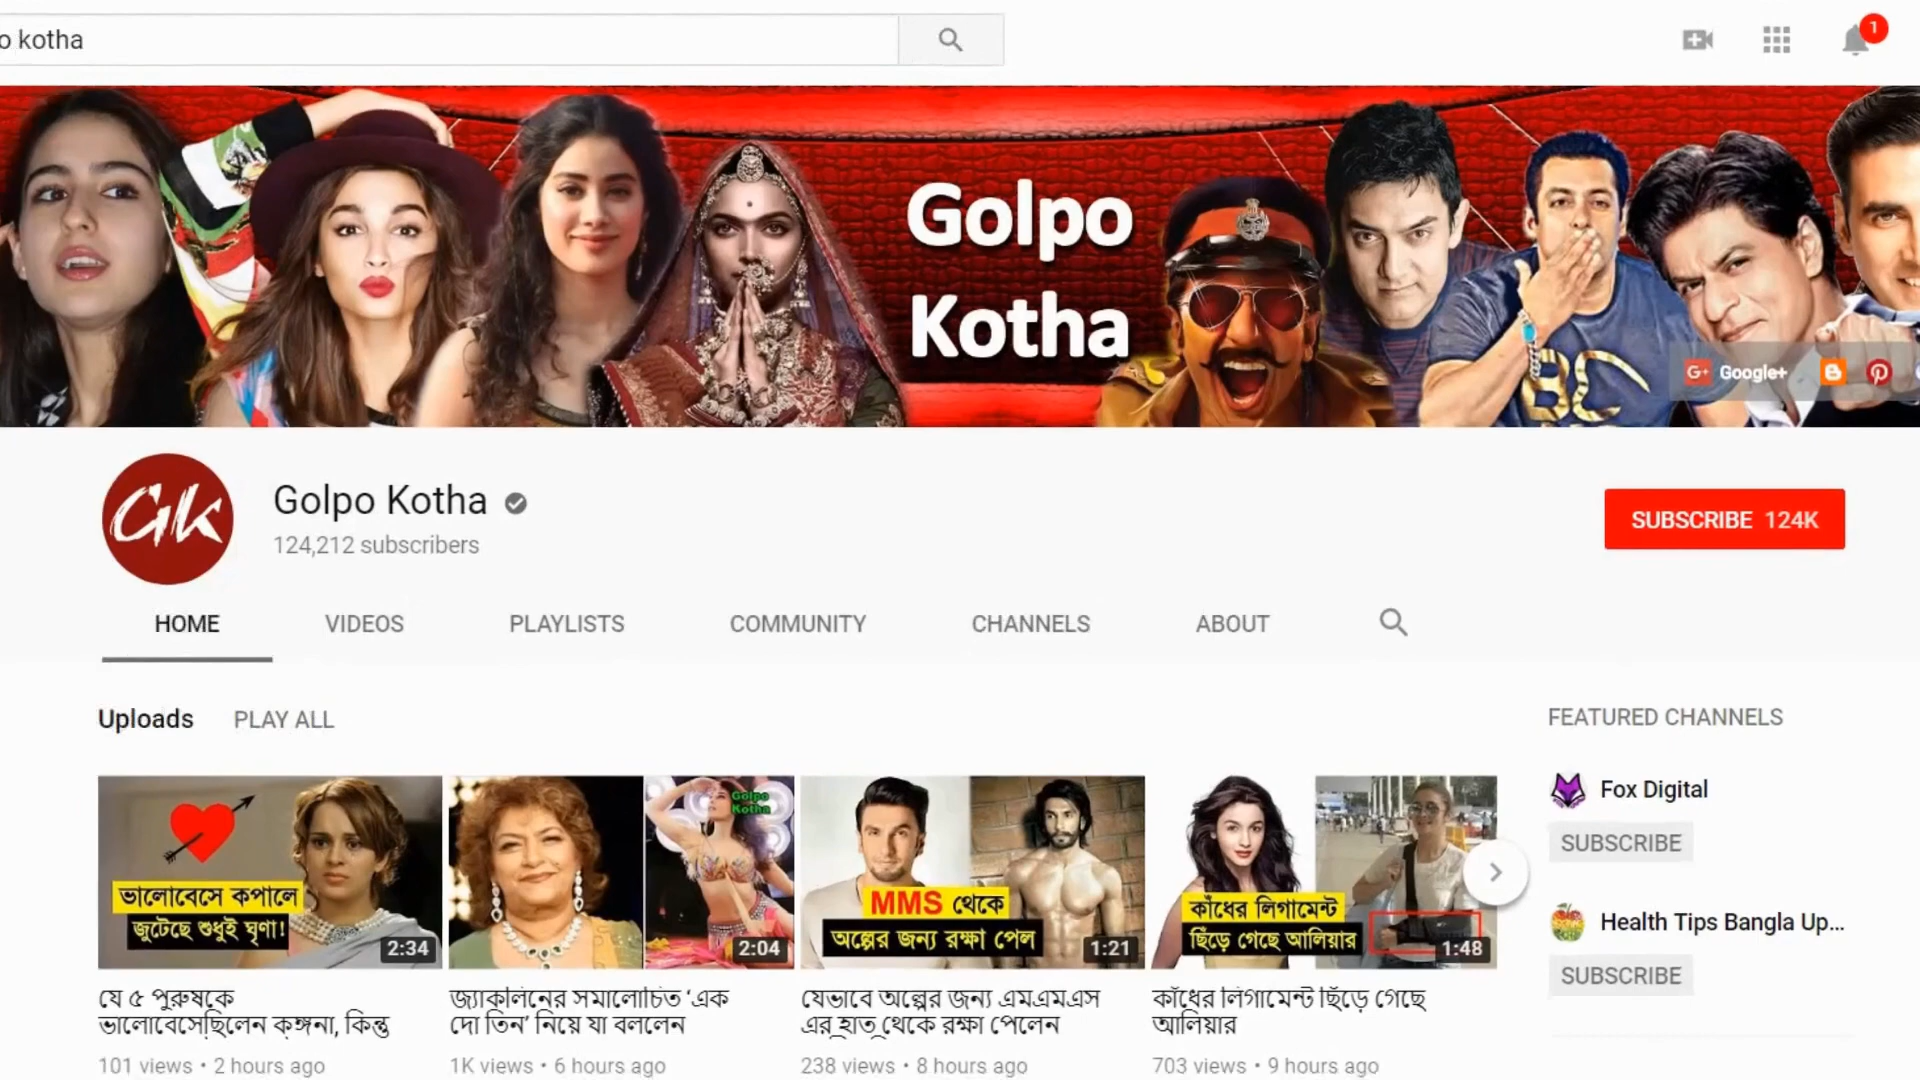 o kotha
1
Golpo
Kotha
G+ Google+
GK
Golpo Kotha
124,212 subscribers
SUBSCRIBE 124K
HOME VIDEOS PLAYLISTS COMMUNITY CHANNELS ABOUT
Uploads PLAY ALL
FEATURED CHANNELS
ভালোবেসে কপালে
জুটেছে শুধুই ঘৃণা!
2:34
Golpo
Kotha
2:04
MMS থেকে
অল্পের জন্য রক্ষা পেল
1:21
কাঁধের লিগামেন্ট
ছিঁড়ে গেছে আলিয়ার
1:48
যে ৫ পুরুষকে
ভালোবেসেছিলেন কঙ্গনা, কিন্তু
101 views • 2 hours ago
জ্যাকলিনের সমালোচিত ‘এক
দো তিন’ নিয়ে যা বললেন
1K views • 6 hours ago
যেভাবে অল্পের জন্য এমএমএস
এর হাত থেকে রক্ষা পেলেন
238 views • 8 hours ago
কাঁধের লিগামেন্ট ছিঁড়ে গেছে
আলিয়ার
703 views • 9 hours ago
Fox Digital
SUBSCRIBE
Health Tips Bangla Up...
SUBSCRIBE